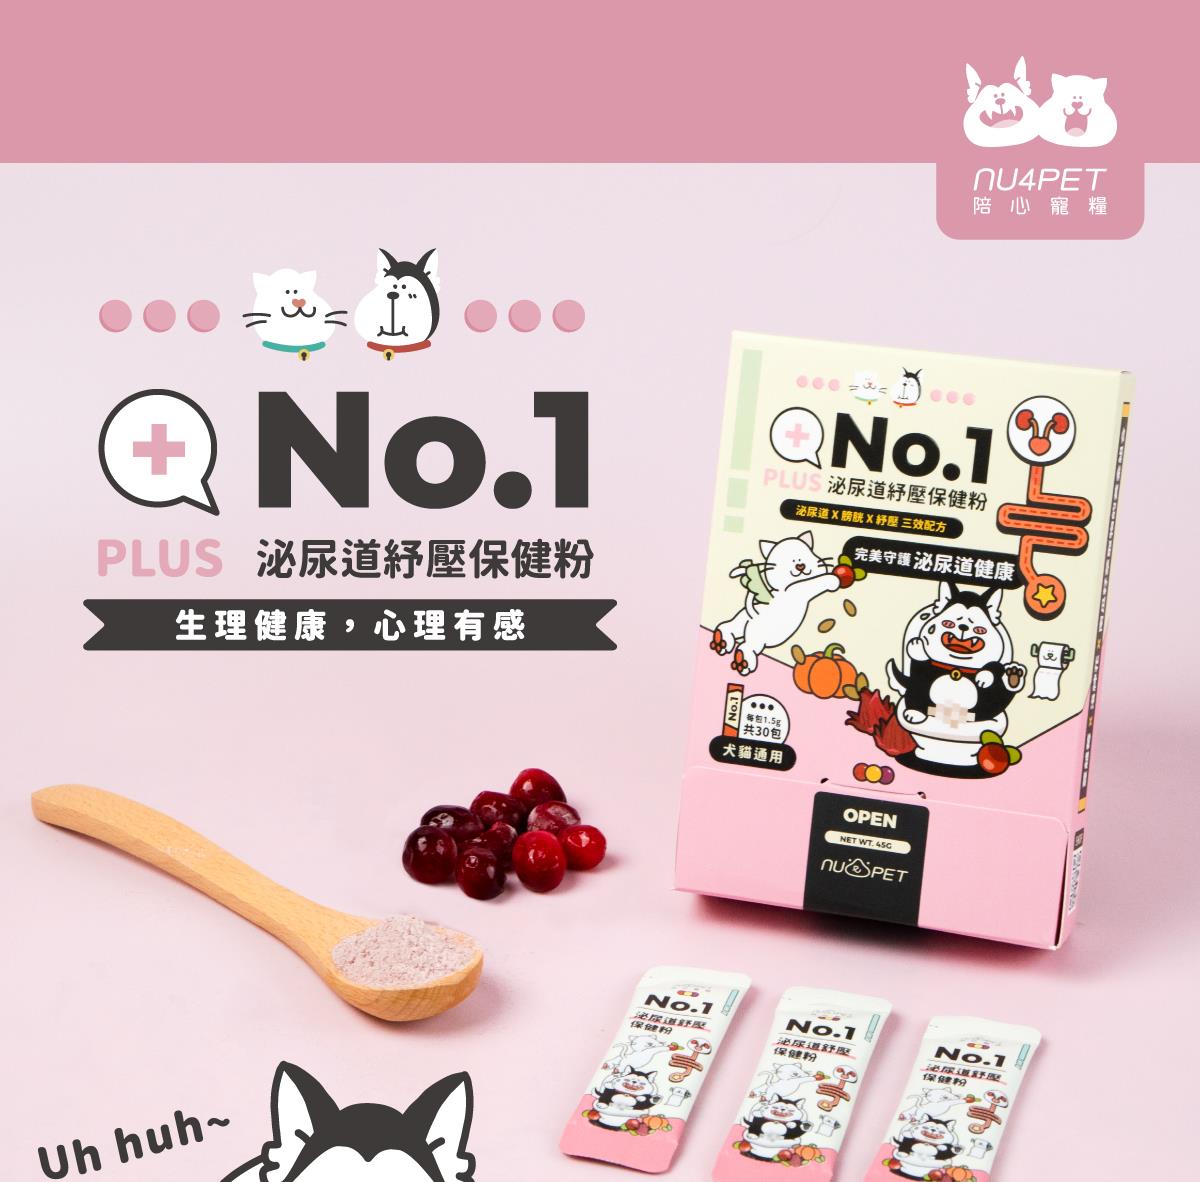 NU4PET
陪心寵糧
No.1
PLUS 泌尿道紓壓保健粉
生理健康，心理有感
No.1
PLUS 泌尿道紓壓保健粉
泌尿道 X 膀胱 X 紓壓 三效配方
完美守護 泌尿道健康
No.1
每包1.5g
共30包
犬貓通用
OPEN
NET WT. 45G
NU PET
No.1
泌尿道紓壓
保健粉
No.1
泌尿道紓壓
保健粉
No.1
泌尿道紓壓
保健粉
Uh huh~